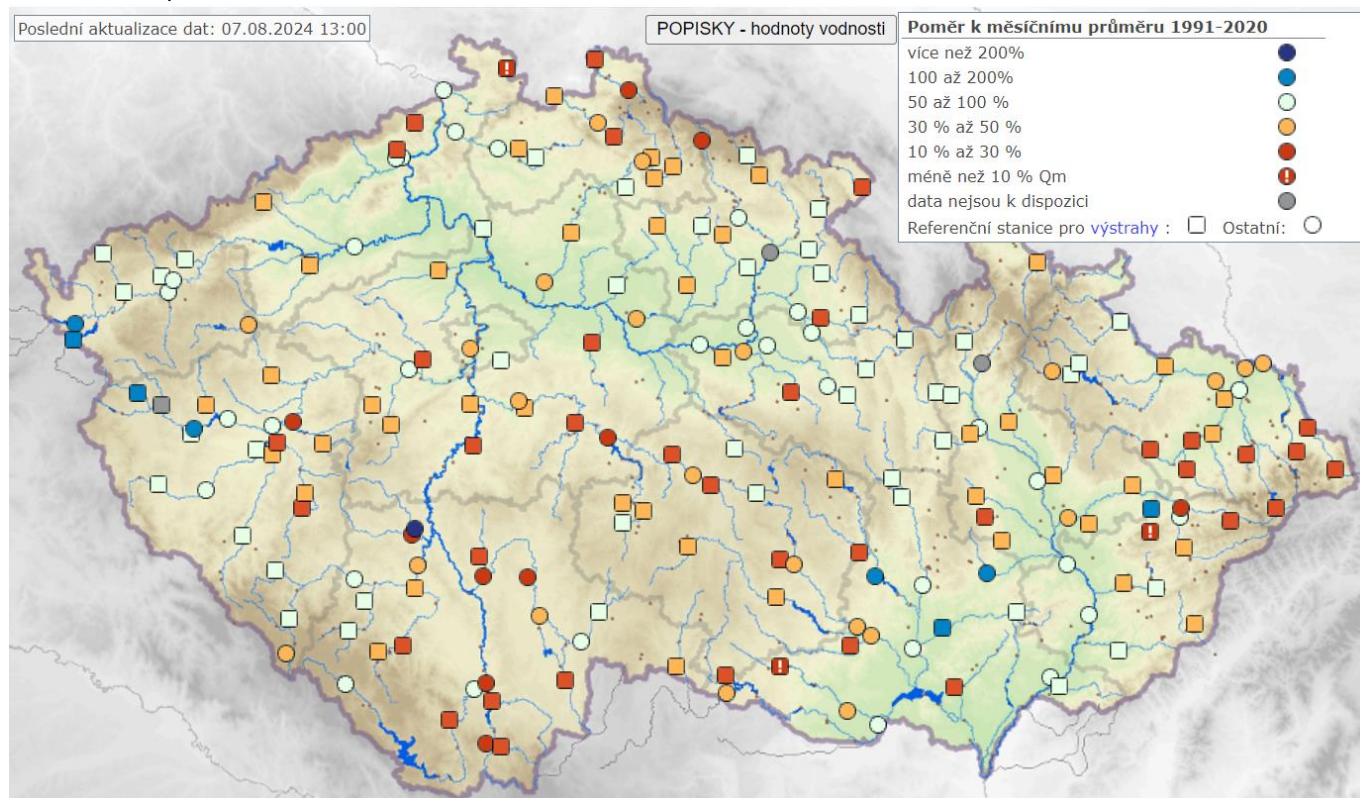 Poslední aktualizace dat: 07.08.2024 13:00
POPISKY - hodnoty vodnosti
Poměr k měsíčnímu průměru 1991-2020
více než 200%
100 až 200%
50 až 100 %
30 % až 50 %
10 % až 30 %
méně než 10 % Qm
data nejsou k dispozici
Referenční stanice pro výstrahy : Ostatní: